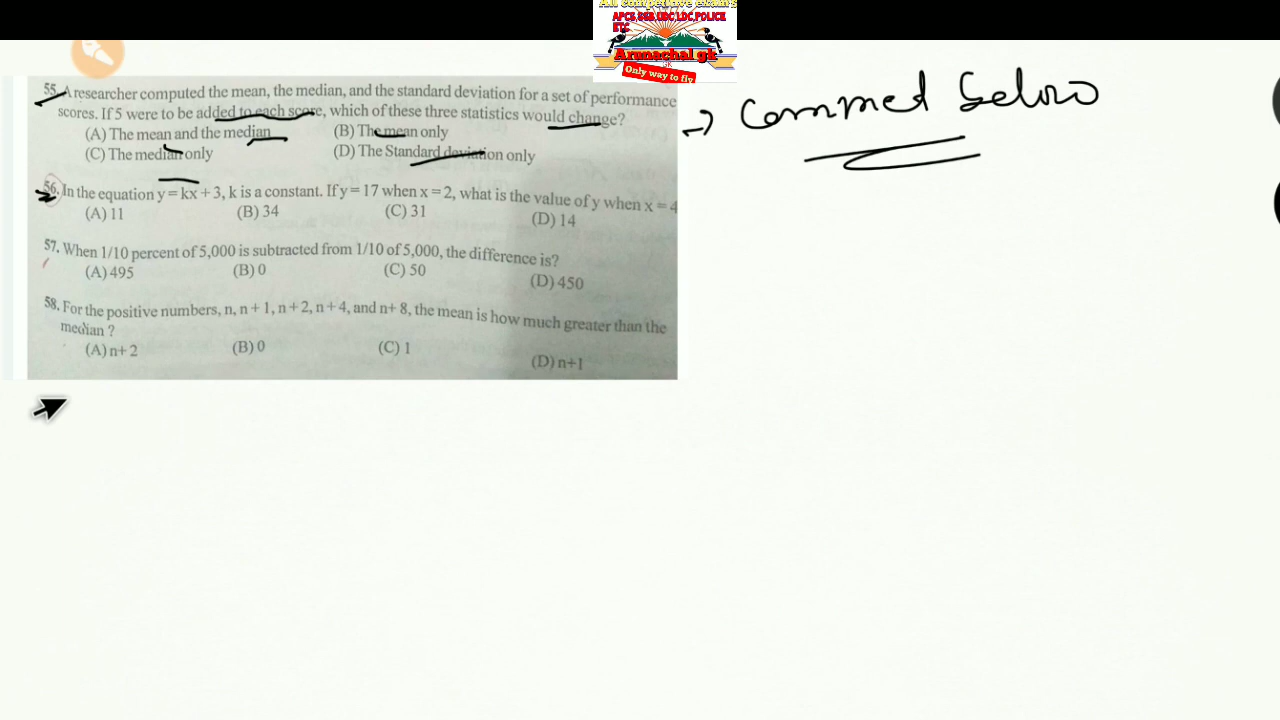 All competitive exams
APCS,SSB,UDC,LDC,POLICE
ETC
Arunachal gk
GK
Only way to fly
55. A researcher computed the mean, the median, and the standard deviation for a set of performance
scores. If 5 were to be added to each score, which of these three statistics would change?
(A) The mean and the median (B) The mean only
(C) The median only (D) The Standard deviation only
56. In the equation y = kx + 3, k is a constant. If y = 17 when x = 2, what is the value of y when x = 4
(A) 11 (B) 34 (C) 31 (D) 14
57. When 1/10 percent of 5,000 is subtracted from 1/10 of 5,000, the difference is?
(A) 495 (B) 0 (C) 50 (D) 450
58. For the positive numbers, n, n + 1, n + 2, n + 4, and n+ 8, the mean is how much greater than the
median ?
(A) n+ 2 (B) 0 (C) 1 (D) n+1
→ Commed